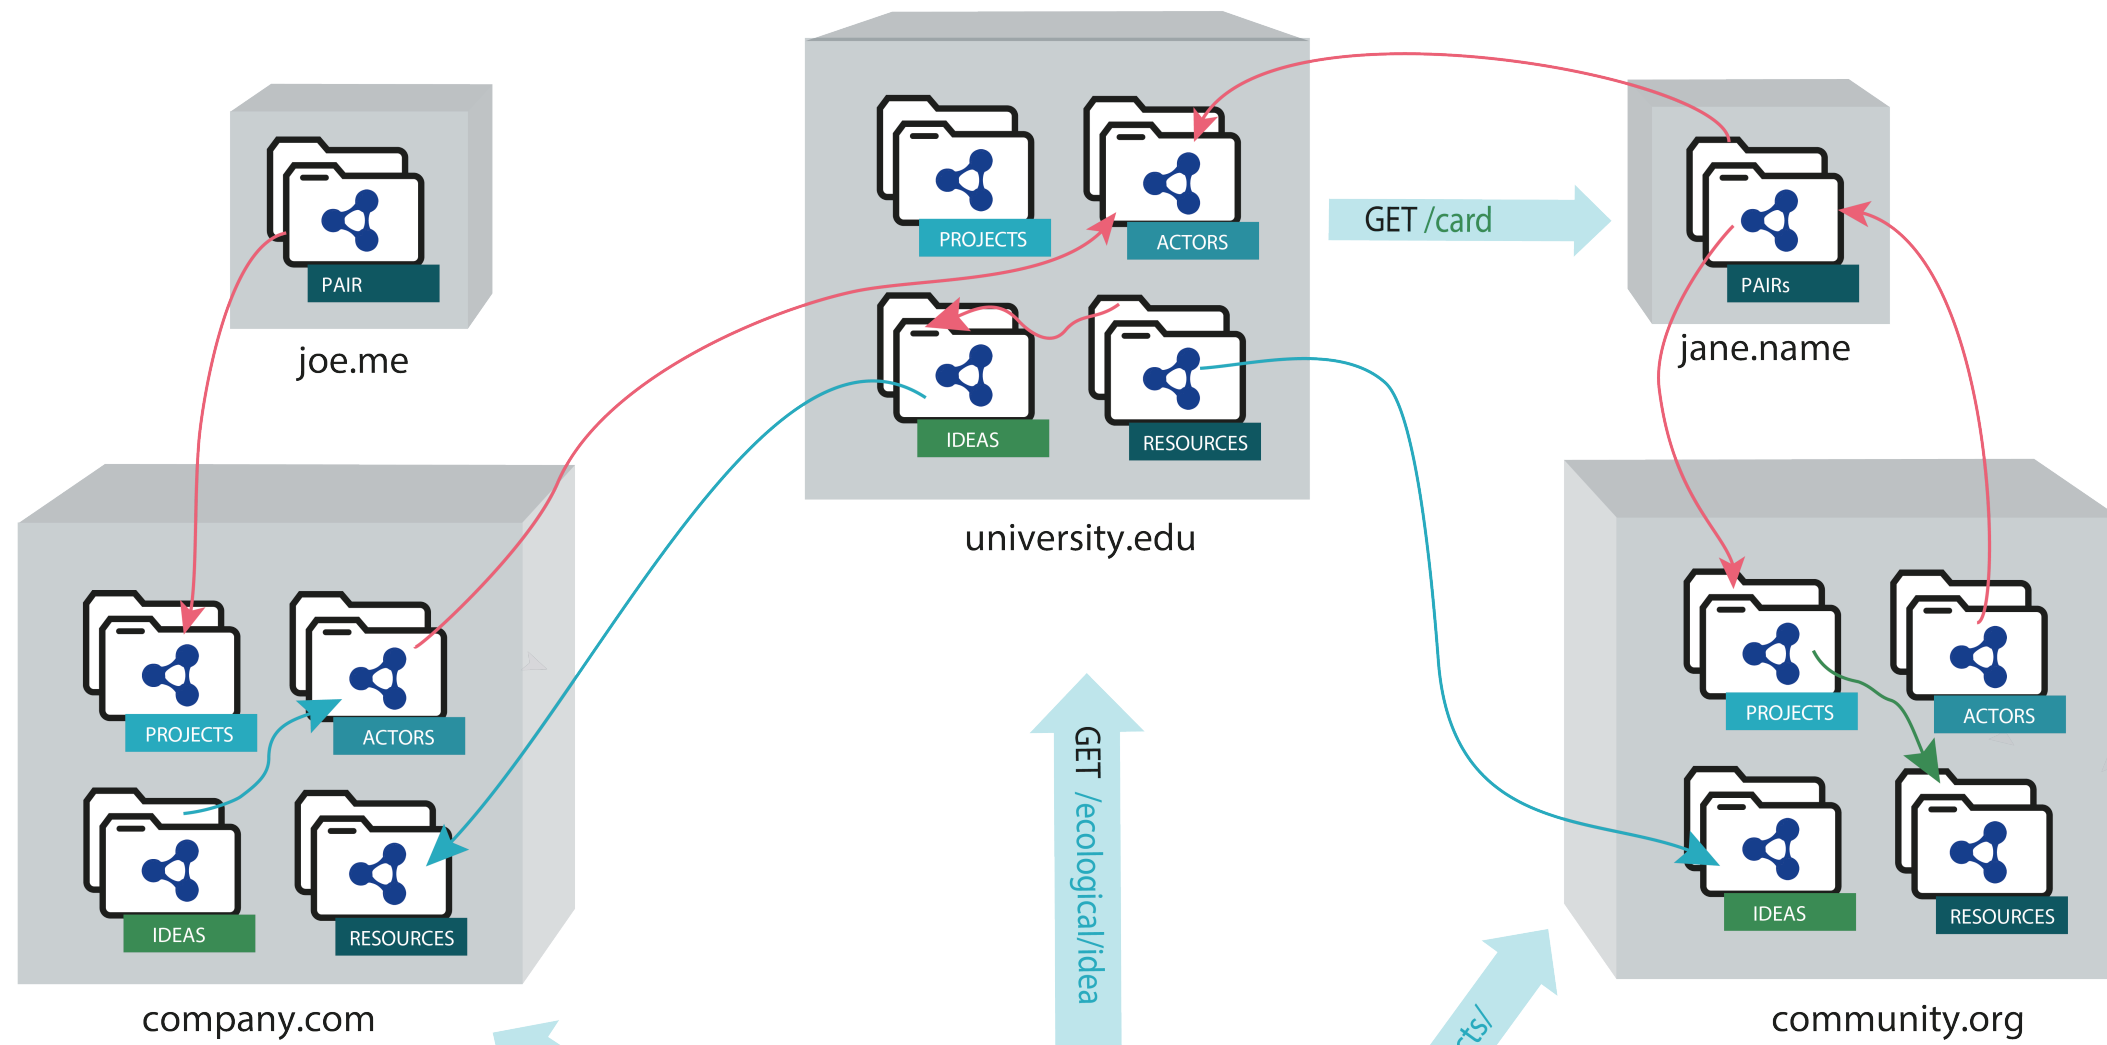 PROJECTS
ACTORS
GET /card
PAIR
PAIRs
joe.me
jane.name
IDEAS
RESOURCES
university.edu
PROJECTS
ACTORS
PROJECTS
ACTORS
GET /ecological/idea
IDEAS
RESOURCES
IDEAS
RESOURCES
company.com
community.org
cts/